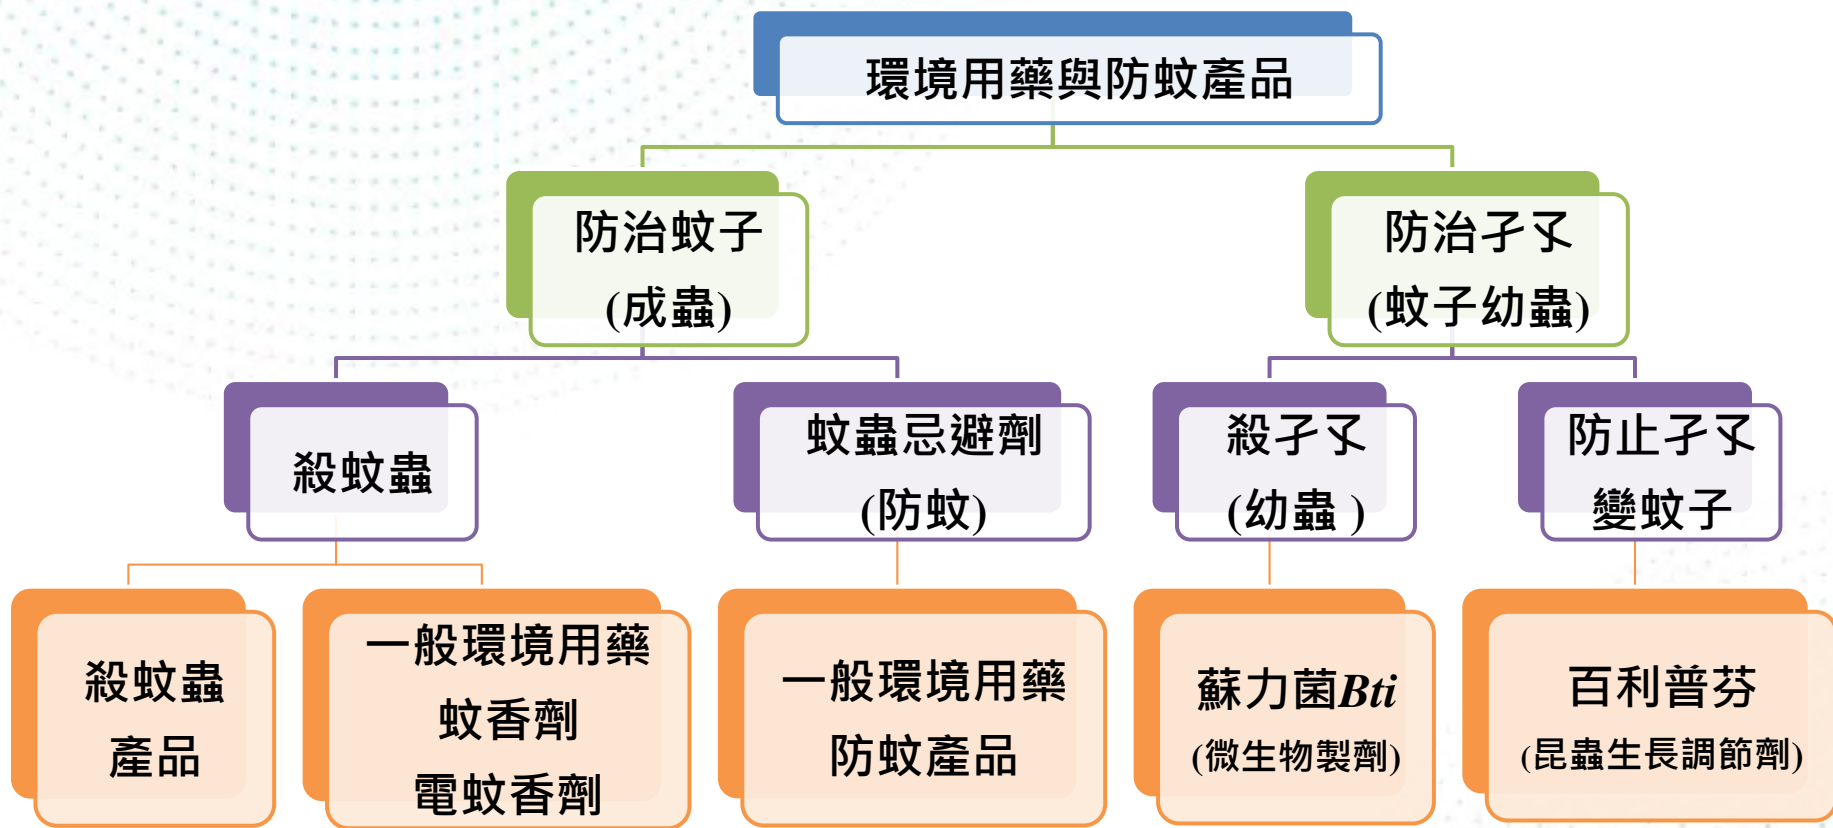 環境用藥與防蚊產品
防治蚊子
(成蟲)
防治孑孓
(蚊子幼蟲)
殺蚊蟲
蚊蟲忌避劑
(防蚊)
殺孑孓
(幼蟲 )
防止孑孓
變蚊子
殺蚊蟲
產品
一般環境用藥
蚊香劑
電蚊香劑
一般環境用藥
防蚊產品
蘇力菌Bti
(微生物製劑)
百利普芬
(昆蟲生長調節劑)